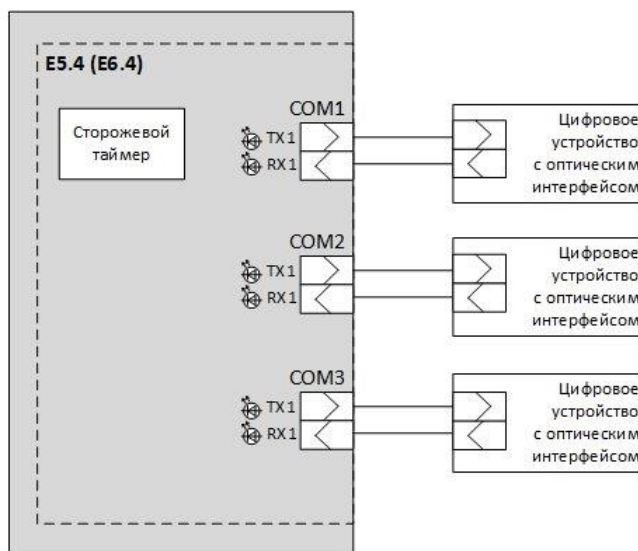 E5.4 (E6.4)
Сторожевой
таймер
COM1
TX1
RX1
Цифровое
устройство
с оптическим
интерфейсом
COM2
TX1
RX1
Цифровое
устройство
с оптическим
интерфейсом
COM3
TX1
RX1
Цифровое
устройство
с оптическим
интерфейсом